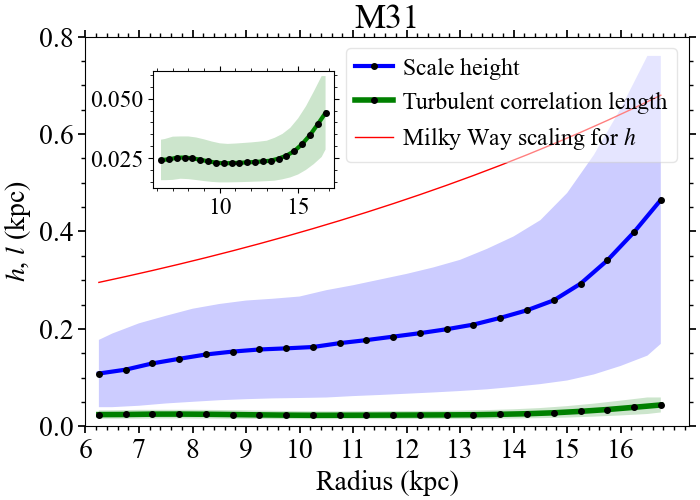 M31
0.8
0.6
0.4
0.2
0.0
h, l (kpc)
0.050
0.025
10 15
Scale height
Turbulent correlation length
Milky Way scaling for h
6 7 8 9 10 11 12 13 14 15 16
Radius (kpc)